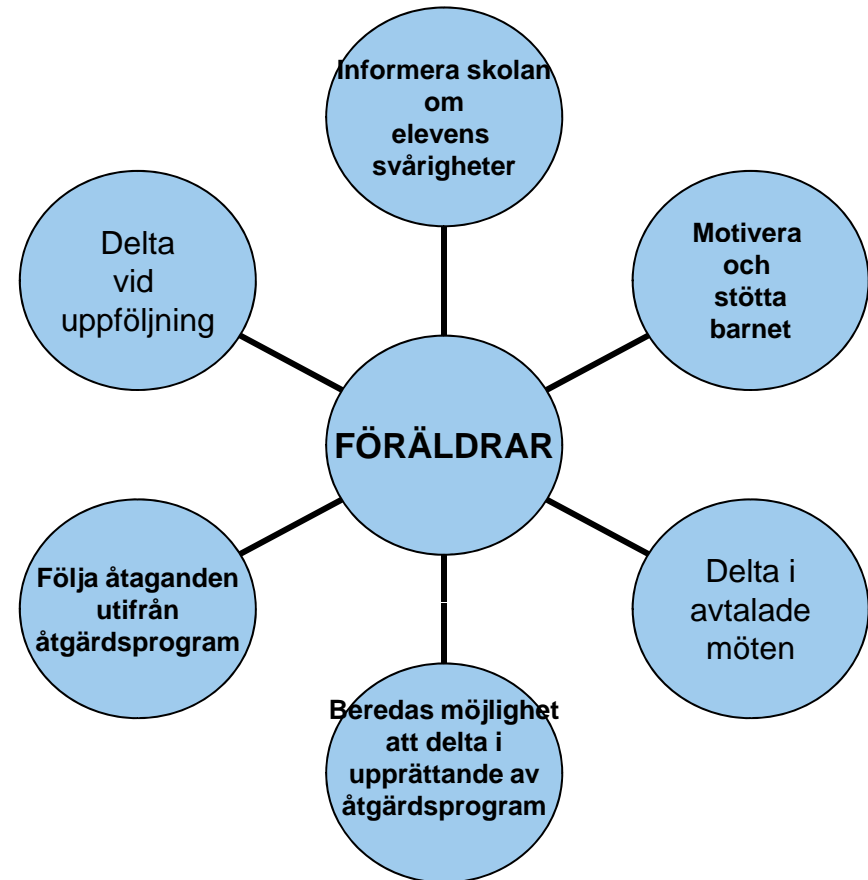 Informera skolan
om
elevens
svårigheter
Delta
vid
uppföljning
Motivera
och
stötta
barnet
FÖRÄLDRAR
Följa åtaganden
utifrån
åtgärdsprogram
Delta i
avtalade
möten
Beredas möjlighet
att delta i
upprättande av
åtgärdsprogram